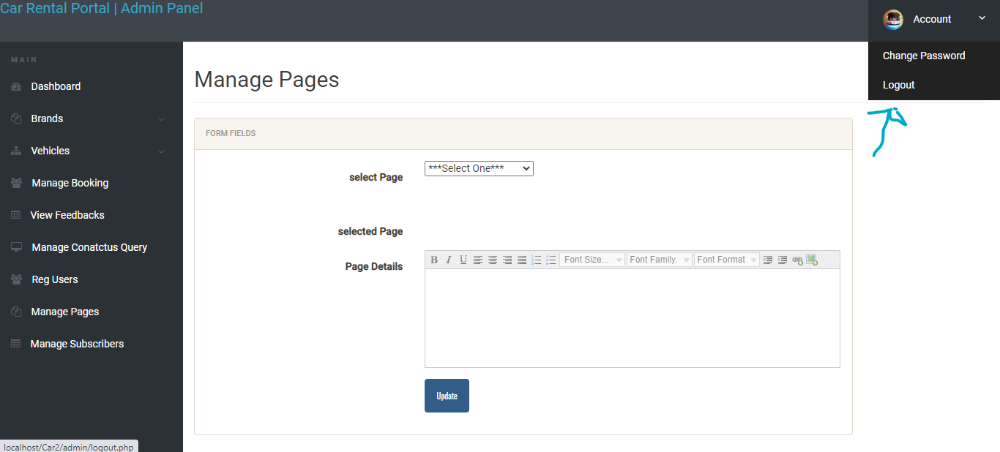 Car Rental Portal | Admin Panel
Account
Change Password
Logout
MAIN
Dashboard
Brands
Vehicles
Manage Booking
View Feedbacks
Manage Conatctus Query
Reg Users
Manage Pages
Manage Subscribers
Manage Pages
FORM FIELDS
select Page
***Select One***
selected Page
Page Details
B I U Font Size... Font Family. Font Format
Update
localhost/Car2/admin/logout.php